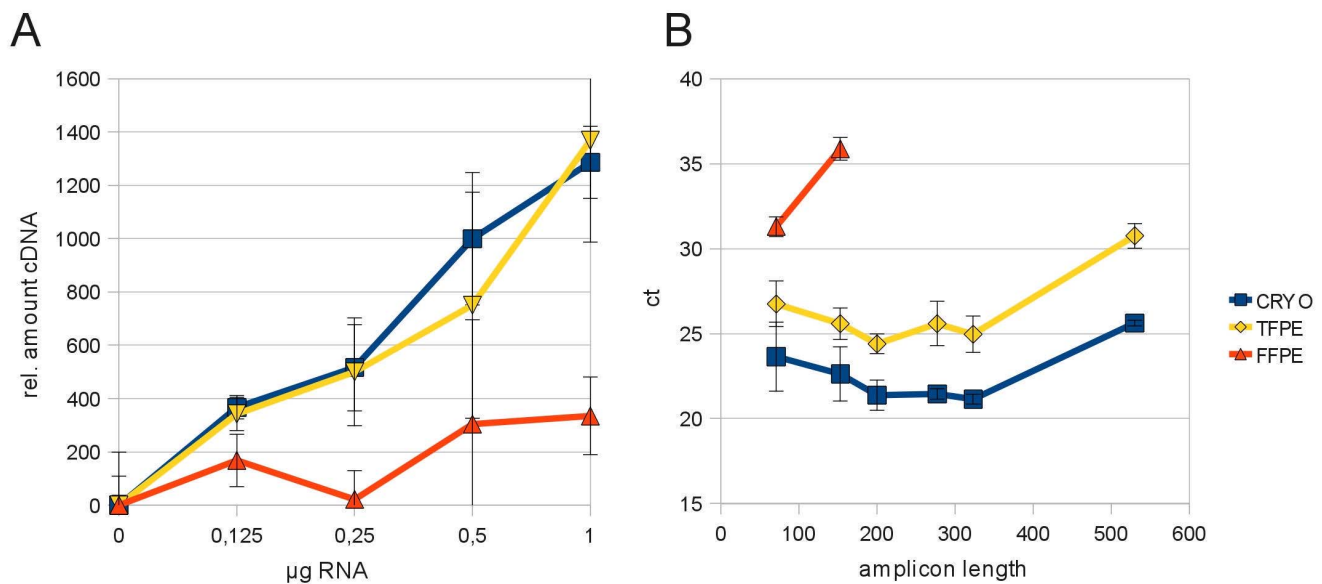 A
B
1600
1400
1200
1000
800
600
400
200
0
rel. amount cDNA
0 0,125 0,25 0,5 1
µg RNA
40
35
30
25
20
15
ct
0 100 200 300 400 500 600
amplicon length
CRYO
TFPE
FFPE